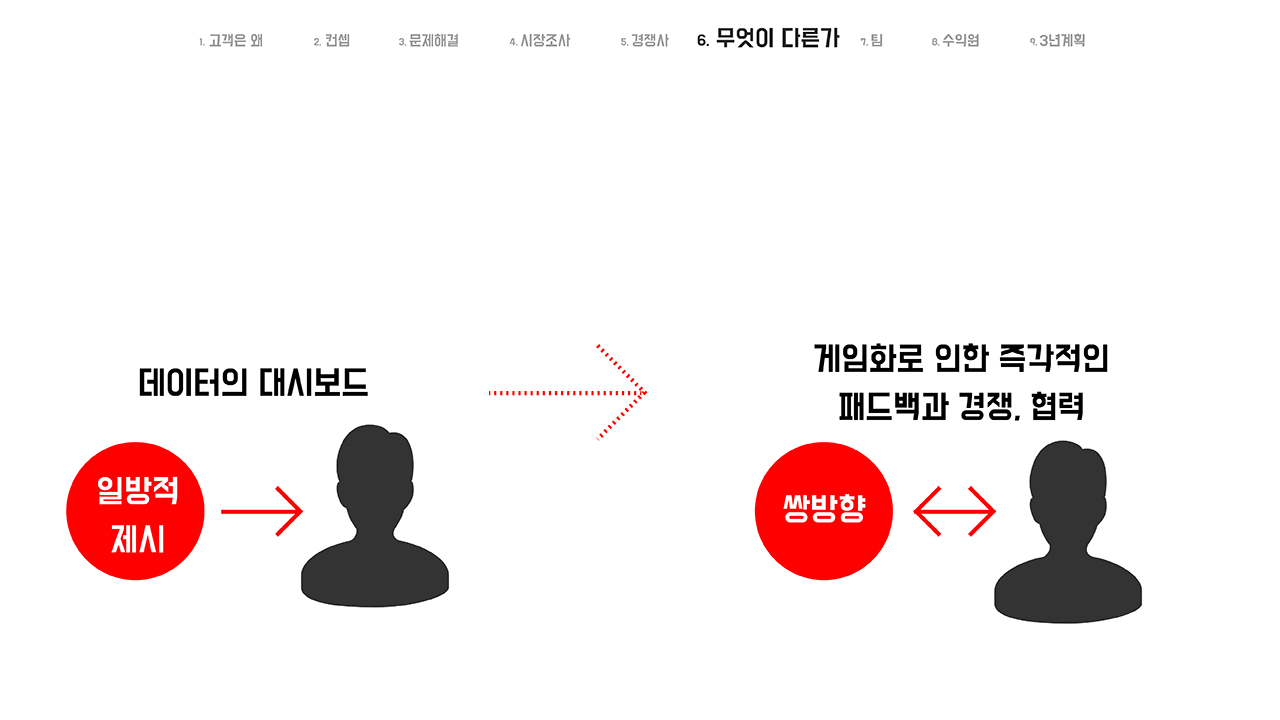 1. 고객은 왜 2. 컨셉 3. 문제해결 4. 시장조사 5. 경쟁사 6. 무엇이 다른가 7. 팀 8. 수익원 9. 3년계획
데이터의 대시보드
일방적
제시
게임화로 인한 즉각적인
패드백과 경쟁, 협력
쌍방향